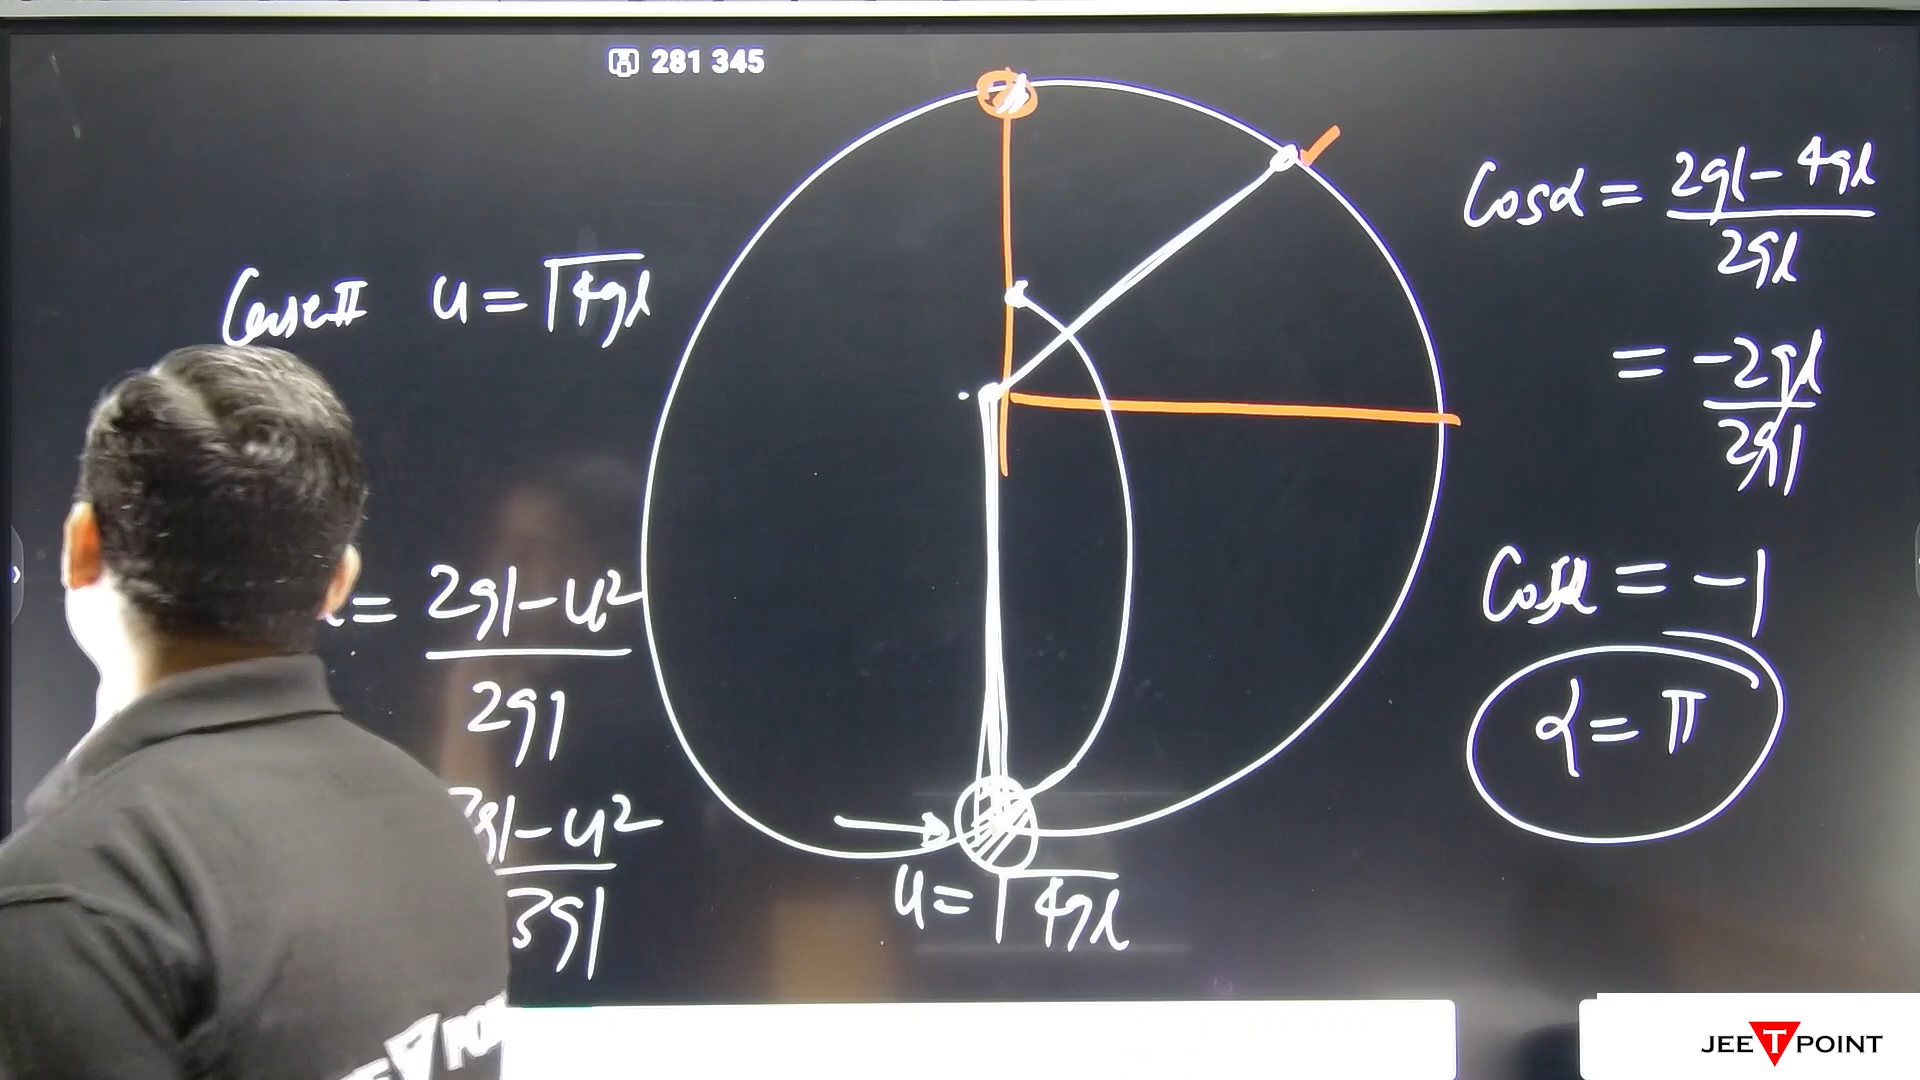 281 345
Case II u = √4gl
= 2gl - u²
2gl
gl - u²
3gl
u = √4gl
Cosα = 2gl - 4gl
2gl
= -2gl
2gl
Cosα = -1
α = π
JEE T POINT